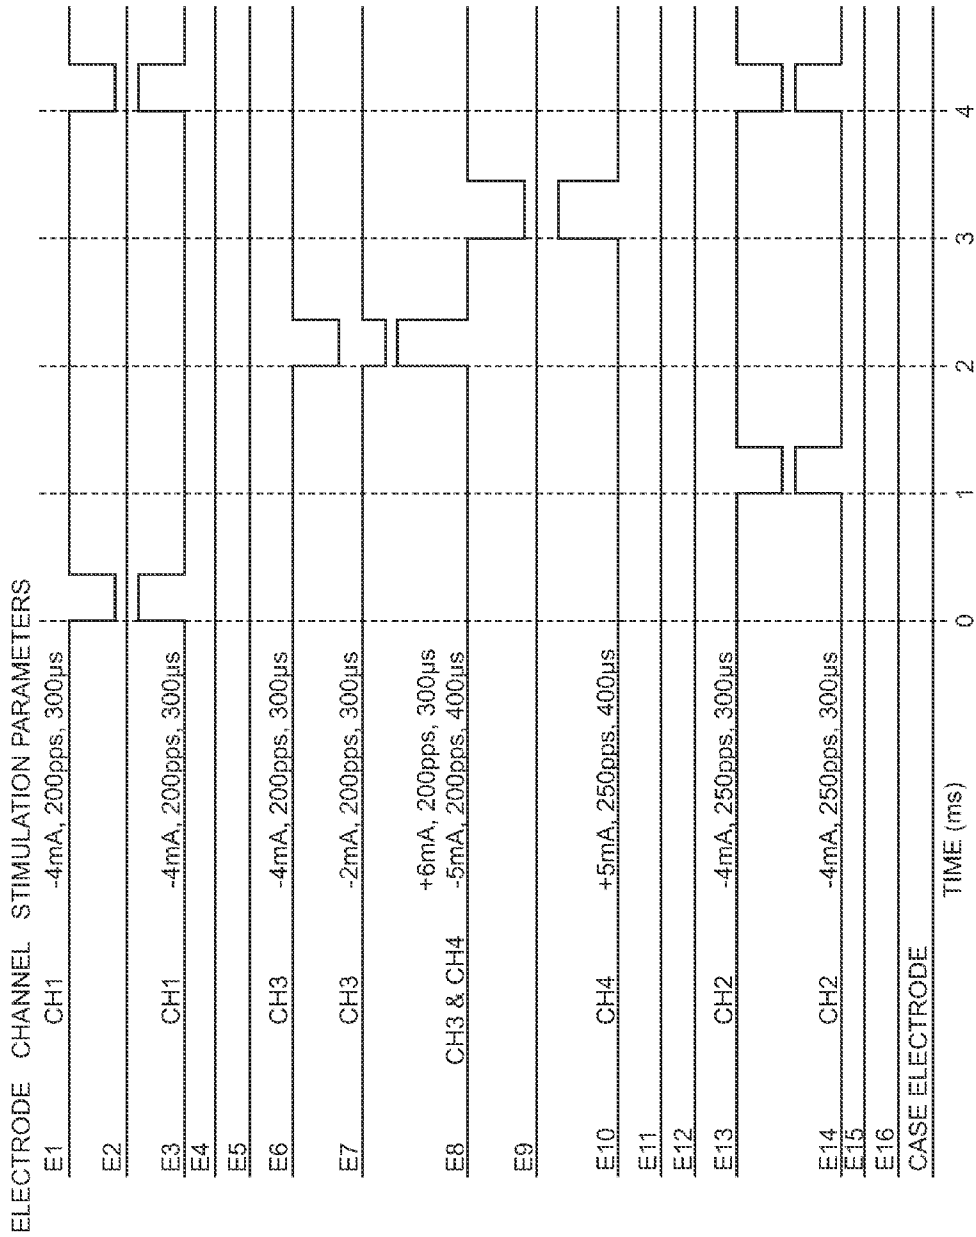 ELECTRODE CHANNEL STIMULATION PARAMETERS
E1 CH1 -4mA, 200pps, 300µs
E2
E3 CH1 -4mA, 200pps, 300µs
E4
E5
E6 CH3 -4mA, 200pps, 300µs
E7 CH3 -2mA, 200pps, 300µs
+6mA, 200pps, 300µs
E8 CH3 & CH4 -5mA, 200pps, 400µs
E9
E10 CH4 +5mA, 250pps, 400µs
E11
E12
E13 CH2 -4mA, 250pps, 300µs
E14 CH2 -4mA, 250pps, 300µs
E15
E16
CASE ELECTRODE
TIME (ms) 0 1 2 3 4